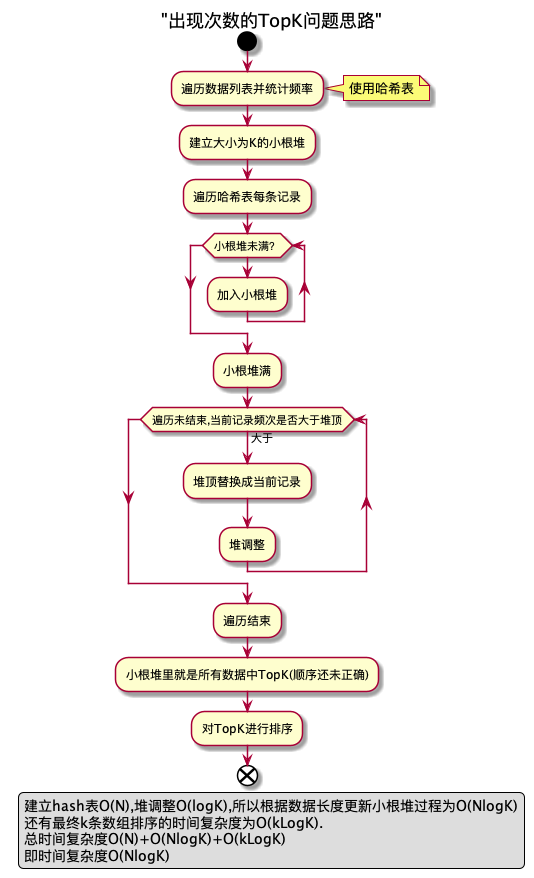 "出现次数的TopK问题思路"
遍历数据列表并统计频率
使用哈希表
建立大小为K的小根堆
遍历哈希表每条记录
小根堆未满?
加入小根堆
小根堆满
遍历未结束,当前记录频次是否大于堆顶
大于
堆顶替换成当前记录
堆调整
遍历结束
小根堆里就是所有数据中TopK(顺序还未正确)
对TopK进行排序
建立hash表O(N),堆调整O(logK),所以根据数据长度更新小根堆过程为O(NlogK)
还有最终k条数组排序的时间复杂度为O(kLogK).
总时间复杂度O(N)+O(NlogK)+O(kLogK)
即时间复杂度O(NlogK)